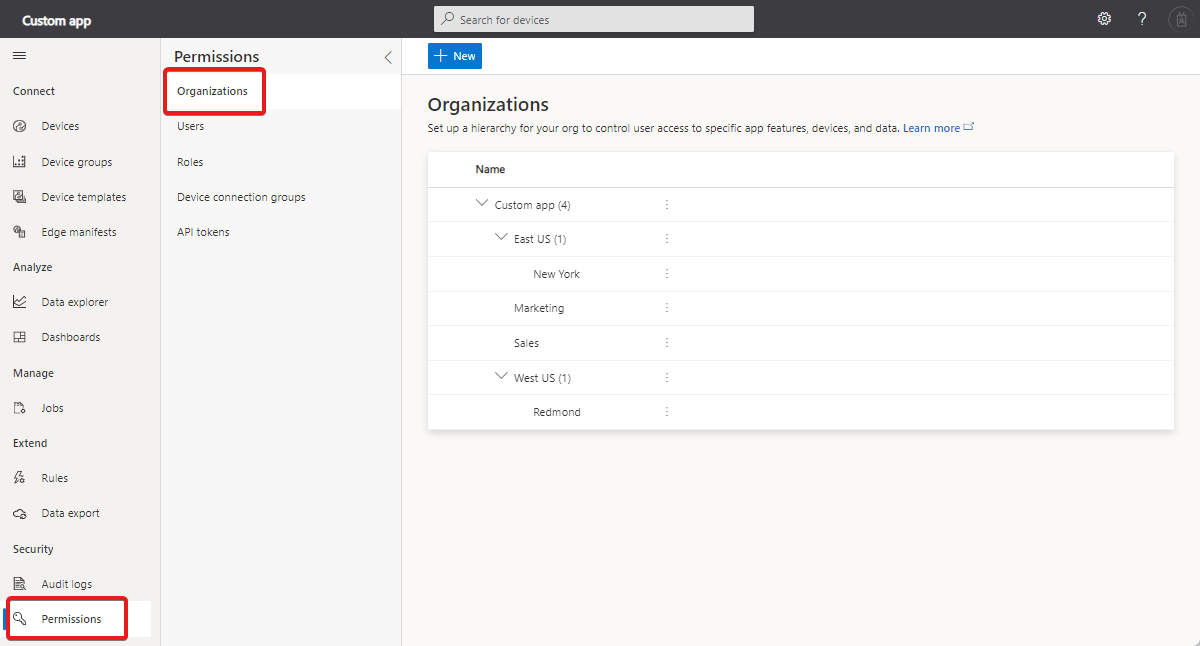 Custom app
Search for devices
?
Connect
Devices
Device groups
Device templates
Edge manifests
Analyze
Data explorer
Dashboards
Manage
Jobs
Extend
Rules
Data export
Security
Audit logs
Permissions
Permissions
Organizations
Users
Roles
Device connection groups
API tokens
New
Organizations
Set up a hierarchy for your org to control user access to specific app features, devices, and data. Learn more
Name
Custom app (4)
East US (1)
New York
Marketing
Sales
West US (1)
Redmond